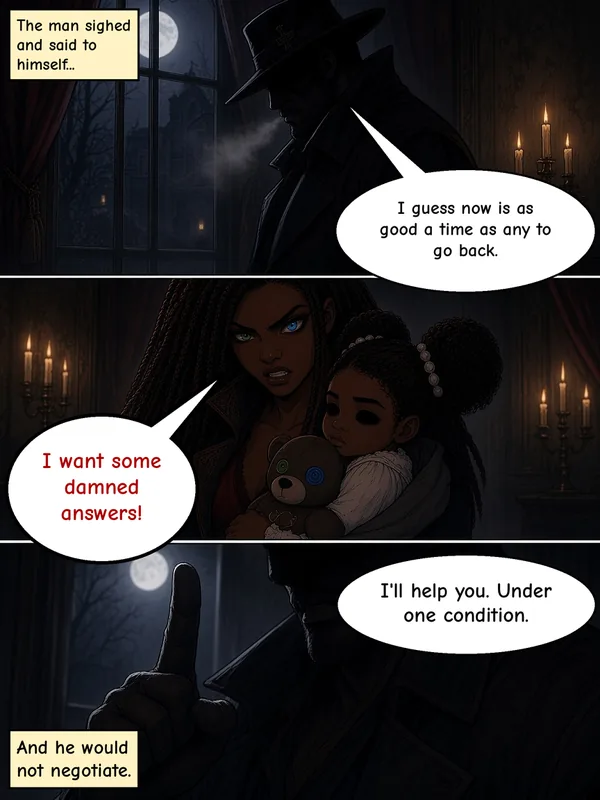 The man sighed
and said to
himself...
I guess now is as
good a time as any to
go back.
I want some
damned
answers!
I'll help you. Under
one condition.
And he would
not negotiate.